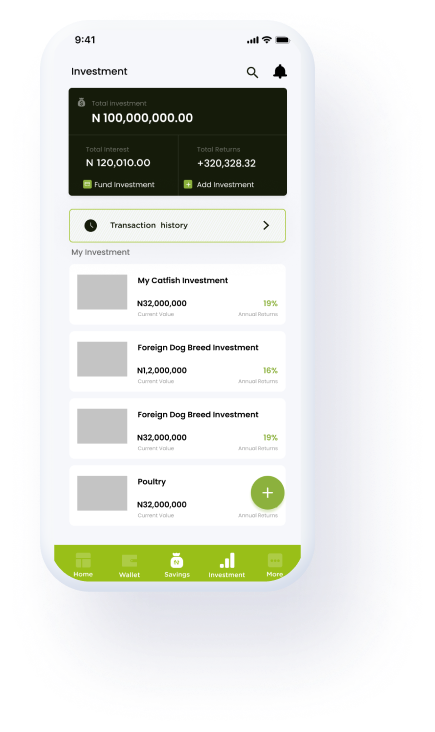 9:41
Investment
Total investment
N 100,000,000.00
Total Interest
Total Returns
N 120,010.00
+320,328.32
Fund Investment
Add Investment
Transaction history
My Investment
My Catfish Investment
N32,000,000
19%
Current Value
Annual Returns
Foreign Dog Breed Investment
N1,2,000,000
16%
Current Value
Annual Returns
Foreign Dog Breed Investment
N32,000,000
19%
Current Value
Annual Returns
Poultry
N32,000,000
Current Value
Annual Returns
N
Home
Wallet
Savings
Investment
More